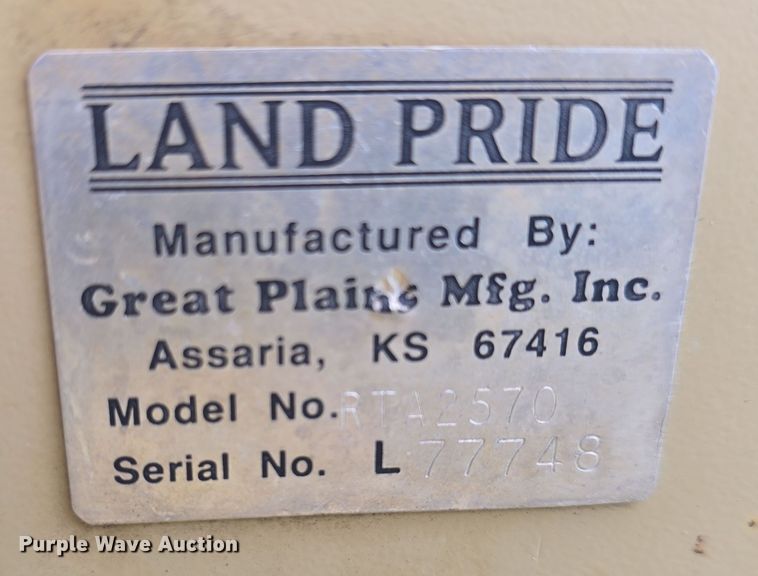 LAND PRIDE
Manufactured By:
Great Plains Mfg. Inc.
Assaria, KS 67416
Model No. RTA2570
Serial No. L 77748
Purple Wave Auction